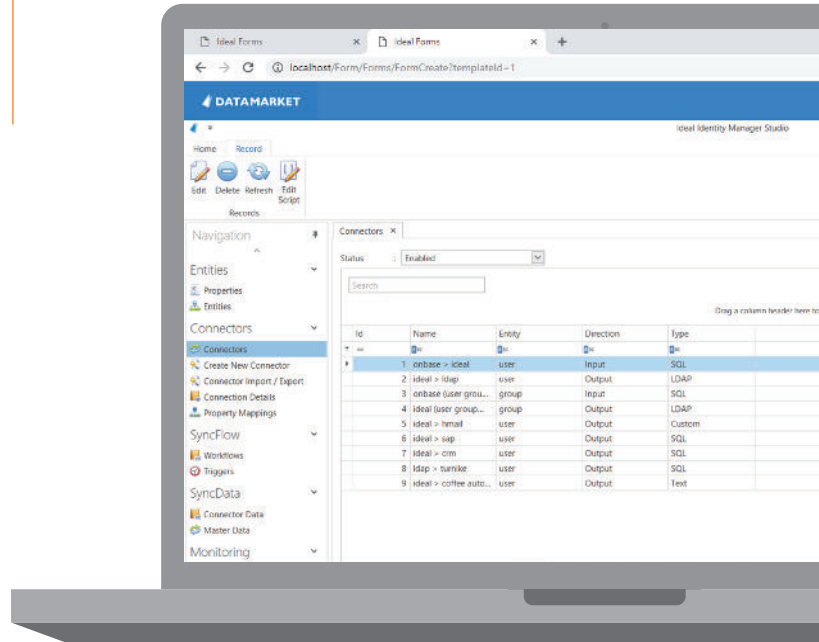 Ideal Forms × Ideal Forms × +
localhost/Form/Forms/FormCreate?templateId=1
DATAMARKET
Ideal Identity Manager Studio
Home Record
Edit Delete Refresh Edit Script
Records
Navigation
Entities
Properties
Entities
Connectors
Connectors
Create New Connector
Connector Import / Export
Connection Details
Property Mappings
SyncFlow
Workflows
Triggers
SyncData
Connector Data
Master Data
Monitoring
Connectors ×
Status : Enabled
Search
Drag a column header here to
Id Name Entity Direction Type
1 onbase > ideal user Input SQL
2 ideal > ldap user Output LDAP
3 onbase (user grou... group Input SQL
4 ideal (user group... group Output LDAP
5 ideal > hmail user Output Custom
6 ideal > sap user Output SQL
7 ideal > crm user Output SQL
8 ldap > turnike user Output SQL
9 ideal > coffee auto... user Output Text